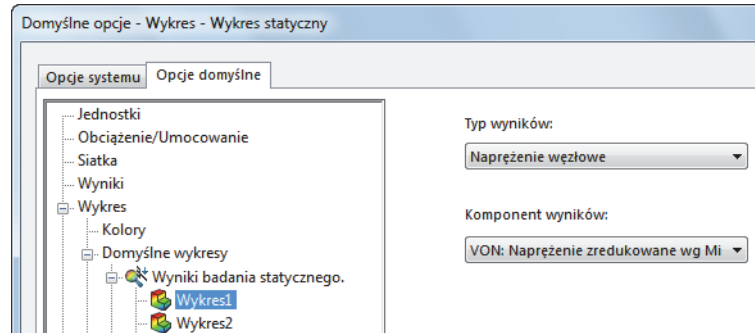 Domyślne opcje - Wykres - Wykres statyczny
Opcje systemu
Opcje domyślne
Jednostki
Obciążenie/Umocowanie
Siatka
Wyniki
Wykres
Kolory
Domyślne wykresy
Wyniki badania statycznego.
Wykres1
Wykres2
Typ wyników:
Naprężenie węzłowe
Komponent wyników:
VON: Naprężenie zredukowane wg Mi